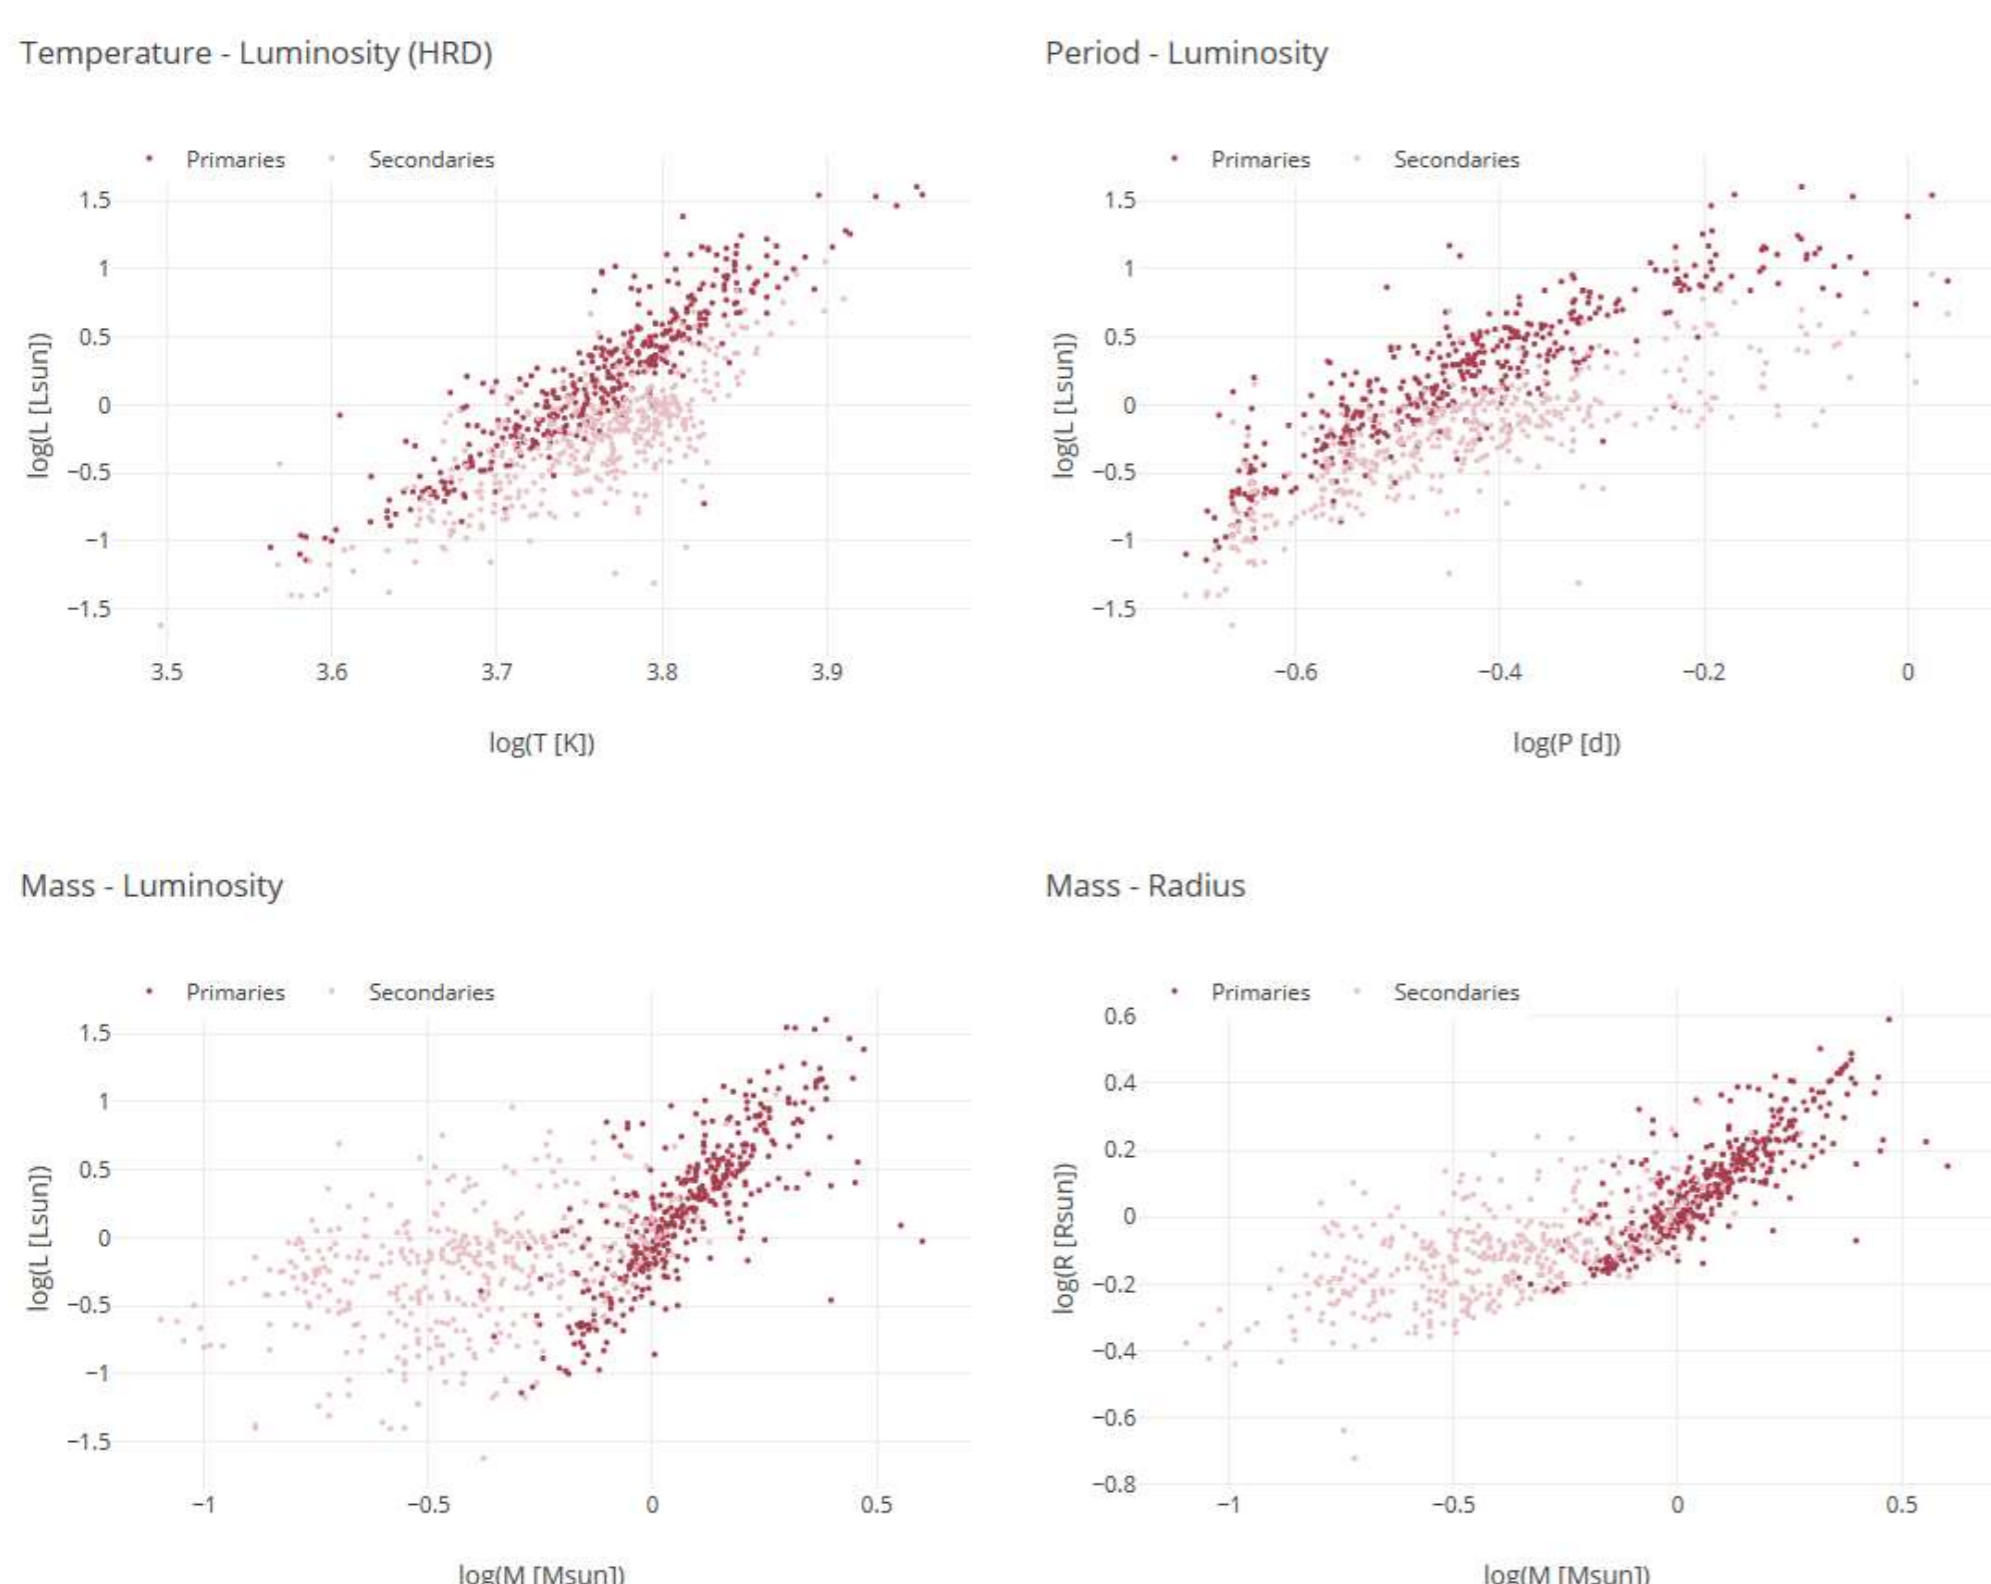 Temperature - Luminosity (HRD)
Primaries
Secondaries
1.5
1
0.5
0
−0.5
−1
−1.5
log(L [Lsun])
3.5
3.6
3.7
3.8
3.9
log(T [K])
Period - Luminosity
Primaries
Secondaries
1.5
1
0.5
0
−0.5
−1
−1.5
log(L [Lsun])
−0.6
−0.4
−0.2
0
log(P [d])
Mass - Luminosity
Primaries
Secondaries
1.5
1
0.5
0
−0.5
−1
−1.5
log(L [Lsun])
−1
−0.5
0
0.5
log(M [Msun])
Mass - Radius
Primaries
Secondaries
0.6
0.4
0.2
0
−0.2
−0.4
−0.6
−0.8
log(R [Rsun])
−1
−0.5
0
0.5
log(M [Msun])